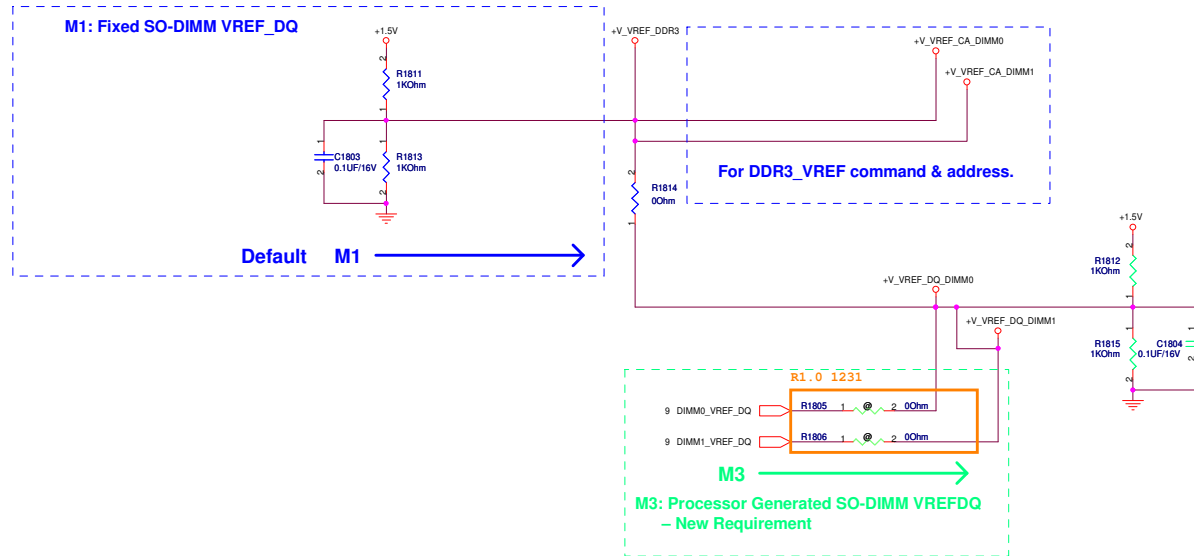 M1: Fixed SO-DIMM VREF_DQ
+1.5V
2
R1811
1KOhm
1
1
C1803
0.1UF/16V
2
1
R1813
1KOhm
2
Default M1
+V_VREF_DDR3
+V_VREF_CA_DIMM0
+V_VREF_CA_DIMM1
For DDR3_VREF command & address.
2
R1814
0Ohm
1
+V_VREF_DQ_DIMM0
+V_VREF_DQ_DIMM1
+1.5V
2
R1812
1KOhm
1
1
R1815
1KOhm
2
1
C1804
0.1UF/16V
2
R1.0 1231
9 DIMM0_VREF_DQ R1805 1 @ 2 0Ohm
9 DIMM1_VREF_DQ R1806 1 @ 2 0Ohm
M3
M3: Processor Generated SO-DIMM VREFDQ
– New Requirement